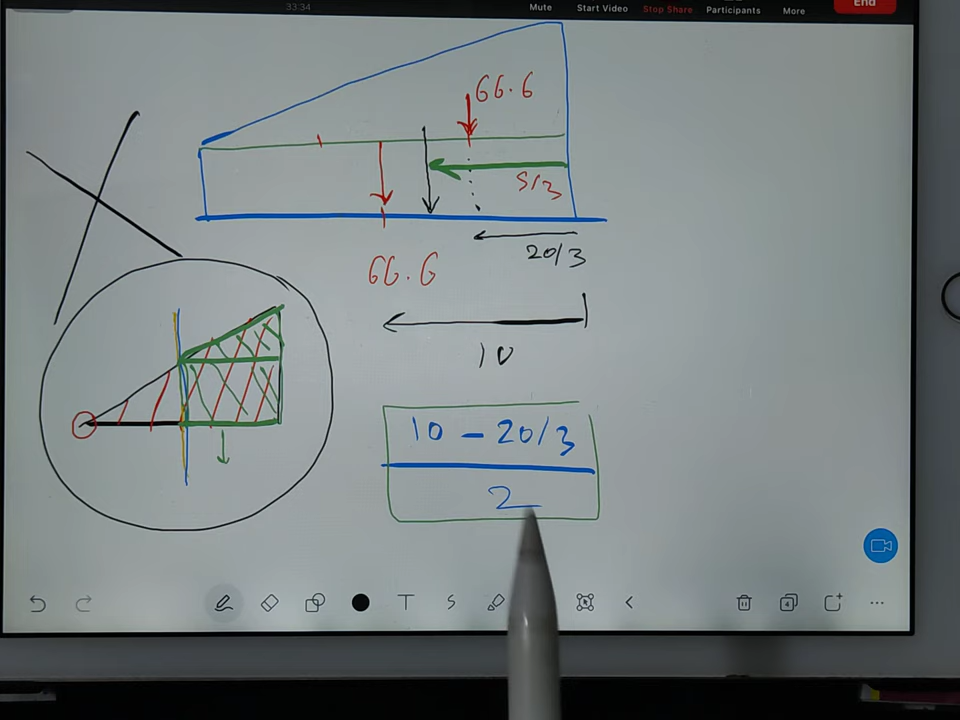 33:34
Mute Start Video Stop Share Participants More End
66.6
5/3
20/3
66.6
10
10 - 20/3
2
T